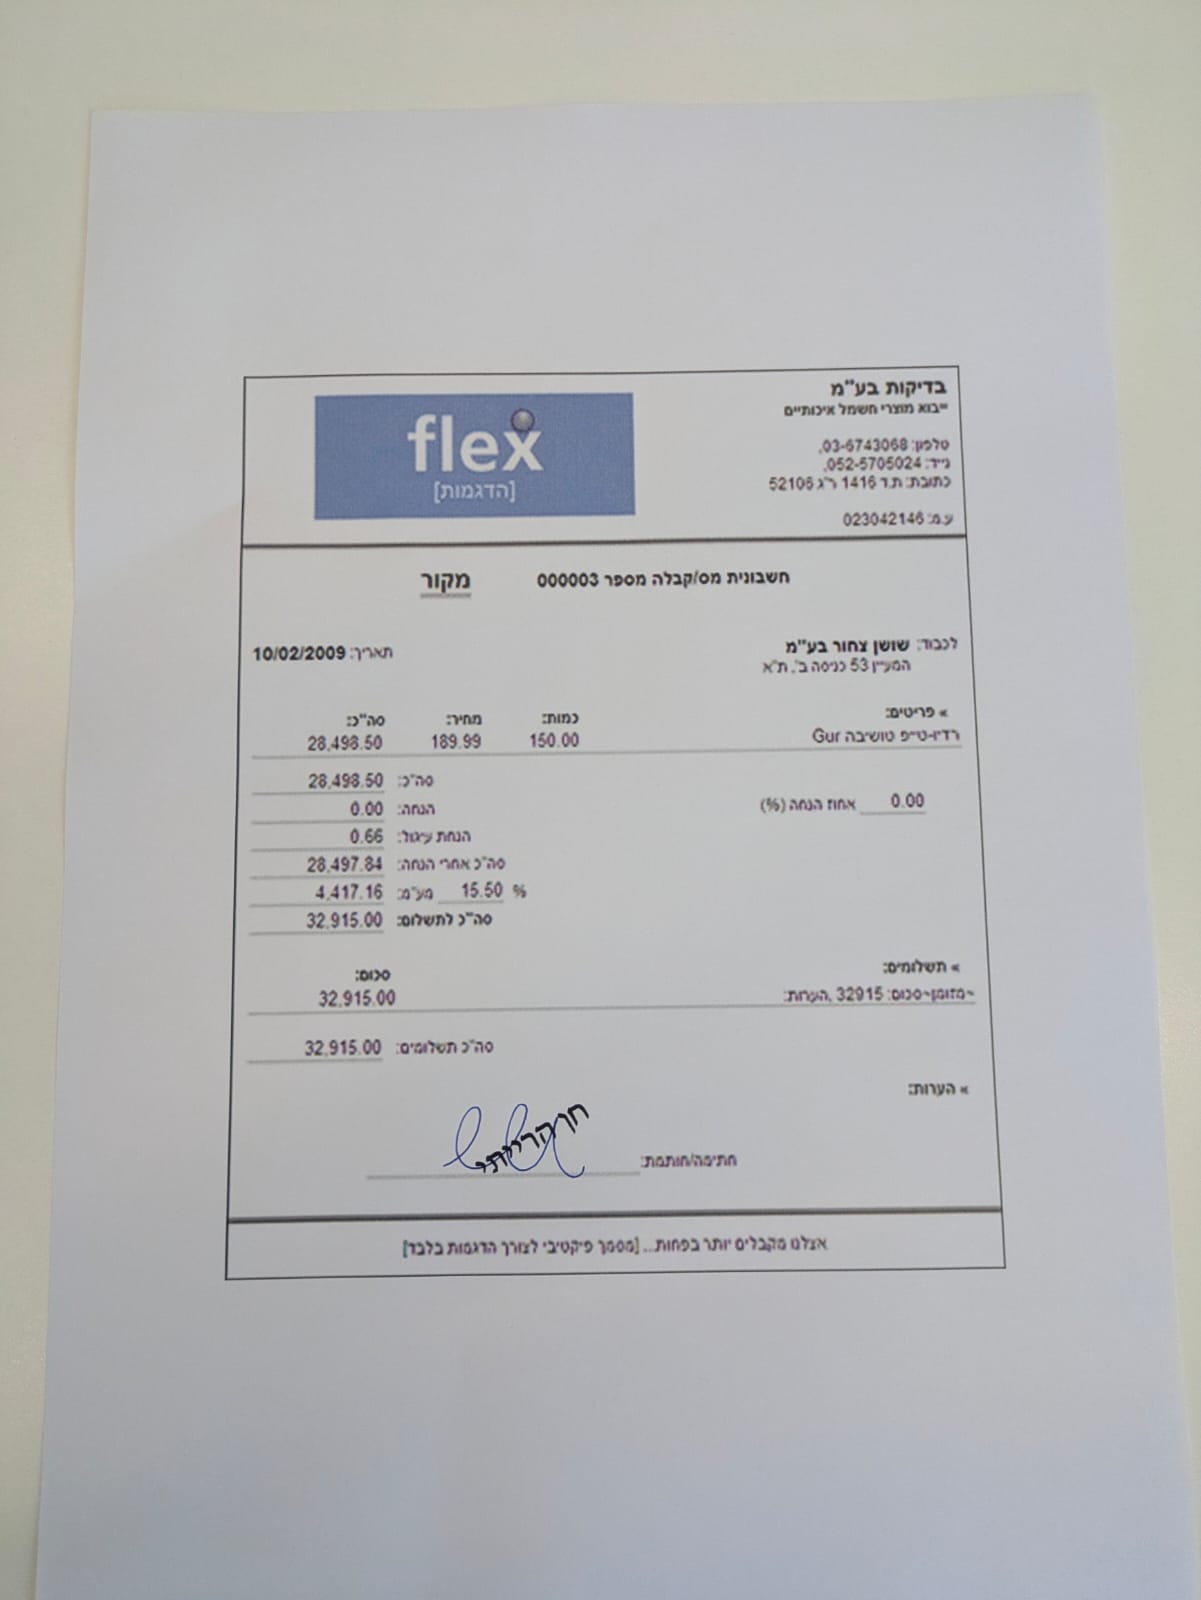 בדיקות בע"מ
יבוא מוצרי חשמל איכותיים
טלפון: 03-6743068,
נייד: 052-5705024,
כתובת: ת.ד 1416 ר"ג 52106
ע.מ: 023042146
flex
[הדגמות]
חשבונית מס/קבלה מספר 000003 מקור
לכבוד: שושן צחור בע"מ תאריך: 10/02/2009
המעיין 53 כניסה ב', ת"א
» פריטים: כמות: מחיר: סה"כ:
רדיו-טייפ טושיבה Gur 150.00 189.99 28,498.50
סה"כ: 28,498.50
אחוז הנחה (%) 0.00 הנחה: 0.00
הנחת עיגול: 0.66
סה"כ אחרי הנחה: 28,497.84
% 15.50 מע"מ: 4,417.16
סה"כ לתשלום: 32,915.00
» תשלומים: סכום:
~מזומן~סכום: 32915, הערות: 32,915.00
סה"כ תשלומים: 32,915.00
» הערות:
חתימה/חותמת:
אצלנו מקבלים יותר בפחות... [מסמך פיקטיבי לצורך הדגמות בלבד]